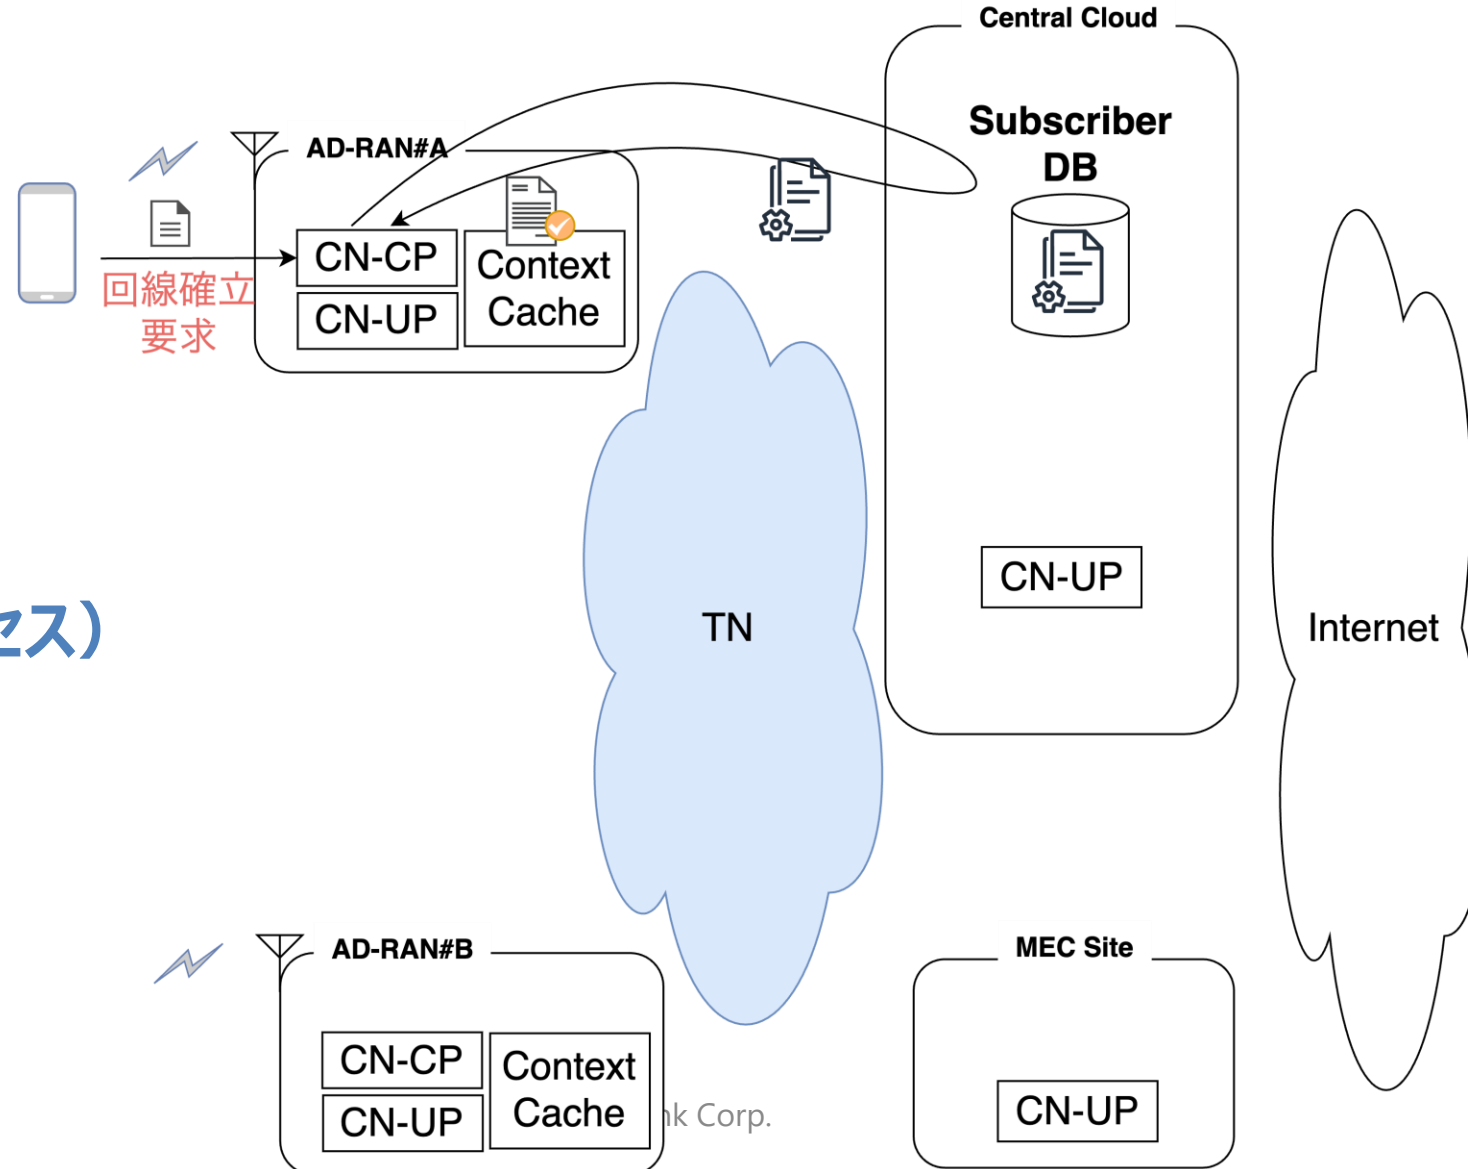 Central Cloud
Subscriber
DB
AD-RAN#A
CN-CP
CN-UP
Context
Cache
回線確立
要求
TN
CN-UP
Internet
セス）
AD-RAN#B
CN-CP
CN-UP
Context
Cache
MEC Site
CN-UP
Corp.